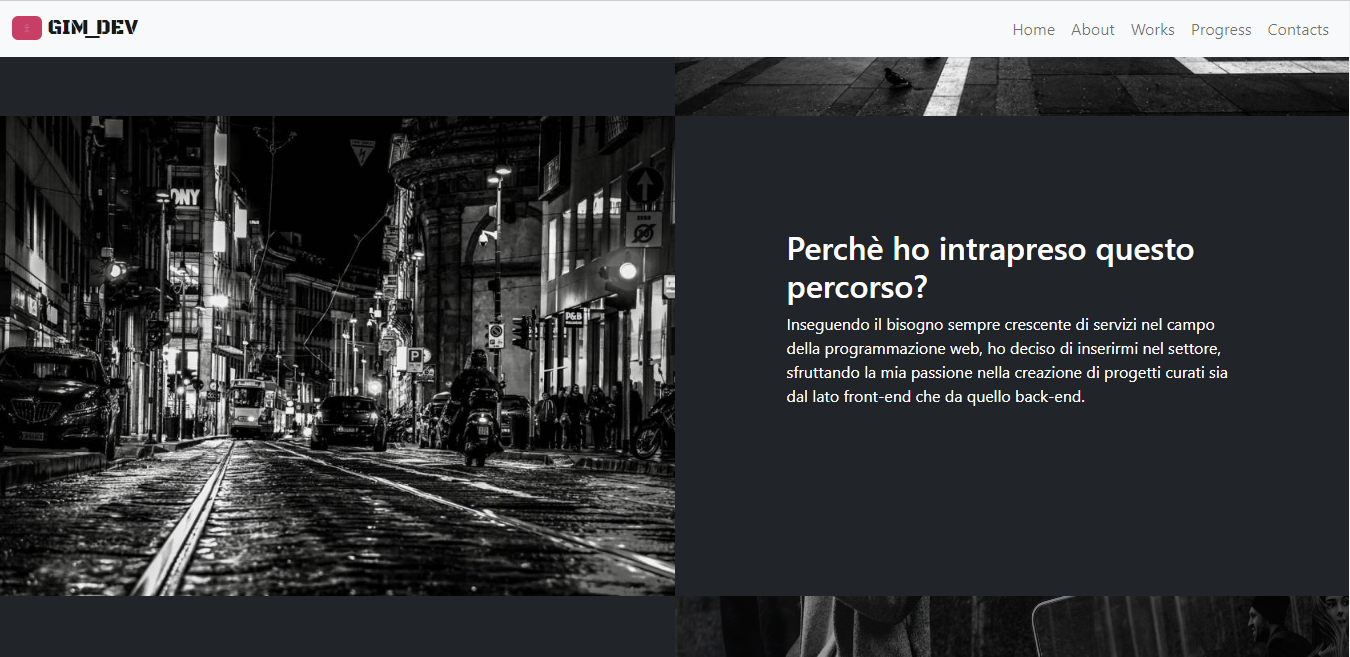 GIM_DEV
Home About Works Progress Contacts
ONY
P&B
P
Perchè ho intrapreso questo
percorso?
Inseguendo il bisogno sempre crescente di servizi nel campo
della programmazione web, ho deciso di inserirmi nel settore,
sfruttando la mia passione nella creazione di progetti curati sia
dal lato front-end che da quello back-end.